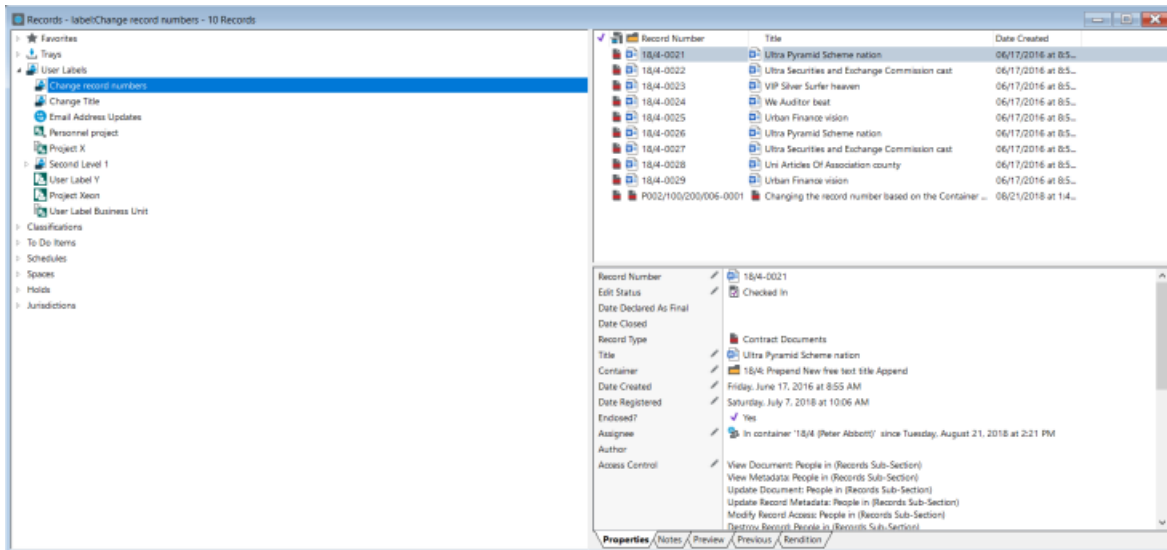 Records - label:Change record numbers - 10 Records
Favorites
Trays
User Labels
Change record numbers
Change Title
Email Address Updates
Personnel project
Project X
Second Level 1
User Label Y
Project Xeon
User Label Business Unit
Classifications
To Do Items
Schedules
Spaces
Holds
Jurisdictions
Record Number Title Date Created
18/4-0021 Ultra Pyramid Scheme nation 06/17/2016 at 8:5...
18/4-0022 Ultra Securities and Exchange Commission cast 06/17/2016 at 8:5...
18/4-0023 VIP Silver Surfer heaven 06/17/2016 at 8:5...
18/4-0024 We Auditor beat 06/17/2016 at 8:5...
18/4-0025 Urban Finance vision 06/17/2016 at 8:5...
18/4-0026 Ultra Pyramid Scheme nation 06/17/2016 at 8:5...
18/4-0027 Ultra Securities and Exchange Commission cast 06/17/2016 at 8:5...
18/4-0028 Uni Articles Of Association county 06/17/2016 at 8:5...
18/4-0029 Urban Finance vision 06/17/2016 at 8:5...
P002/100/200/006-0001 Changing the record number based on the Container ... 08/21/2018 at 1:4...
Record Number 18/4-0021
Edit Status Checked In
Date Declared As Final
Date Closed
Record Type Contract Documents
Title Ultra Pyramid Scheme nation
Container 18/4: Prepend New free text title Append
Date Created Friday, June 17, 2016 at 8:55 AM
Date Registered Saturday, July 7, 2018 at 10:06 AM
Enclosed? Yes
Assignee In container '18/4 (Peter Abbott)' since Tuesday, August 21, 2018 at 2:21 PM
Author
Access Control View Document: People in (Records Sub-Section)
View Metadata: People in (Records Sub-Section)
Update Document: People in (Records Sub-Section)
Update Record Metadata: People in (Records Sub-Section)
Modify Record Access: People in (Records Sub-Section)
Destroy Record: People in (Records Sub-Section)
Properties Notes Preview Previous Rendition